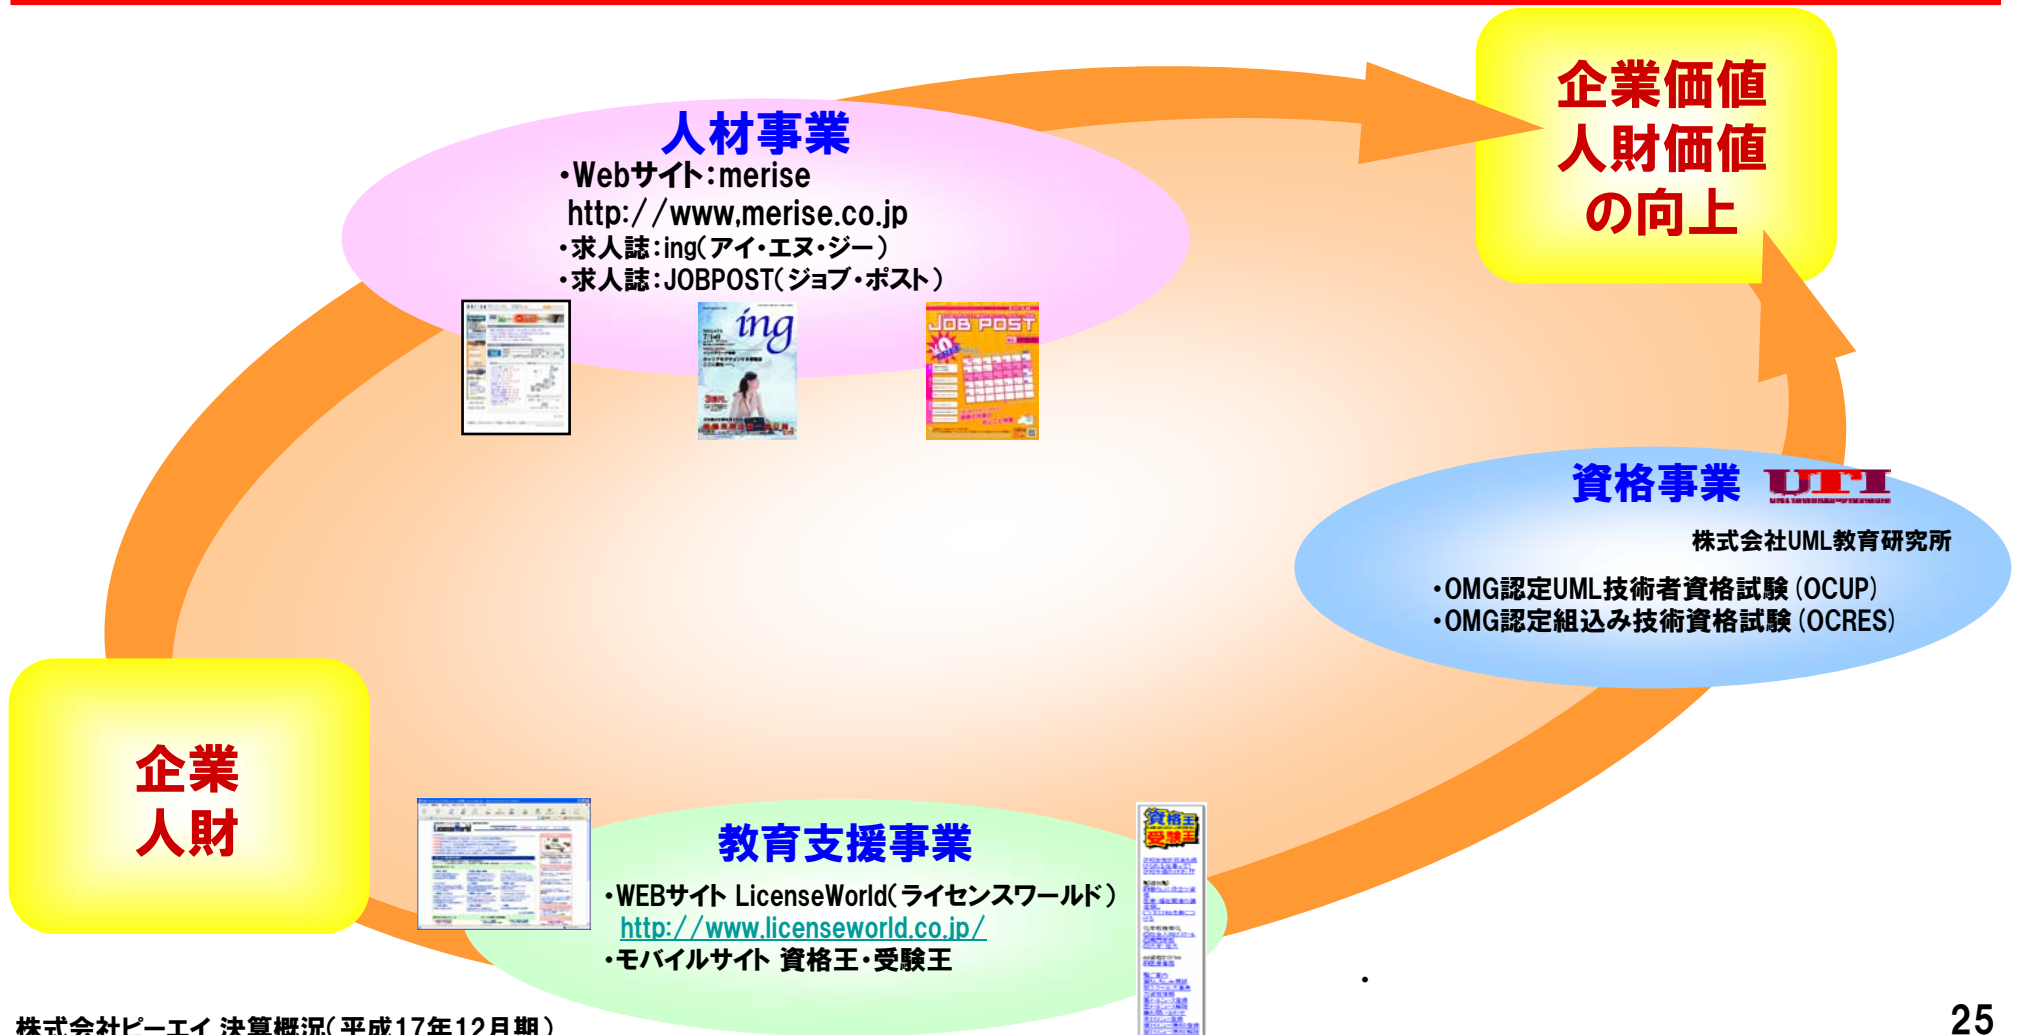 企業価値
人財価値
の向上
人材事業
・Webサイト：merise
http://www,merise.co.jp
・求人誌：ing（アイ・エヌ・ジー）
・求人誌：JOBPOST（ジョブ・ポスト）
ing
JOB POST
資格事業 UTI
株式会社UML教育研究所
・OMG認定UML技術者資格試験（OCUP）
・OMG認定組込み技術資格試験（OCRES）
企業
人財
LicenseWorld
教育支援事業
・WEBサイト LicenseWorld（ライセンスワールド）
http://www.licenseworld.co.jp/
・モバイルサイト 資格王・受験王
資格王
受験王
・
株式会社ピーエイ 決算概況（平成17年12月期）
25